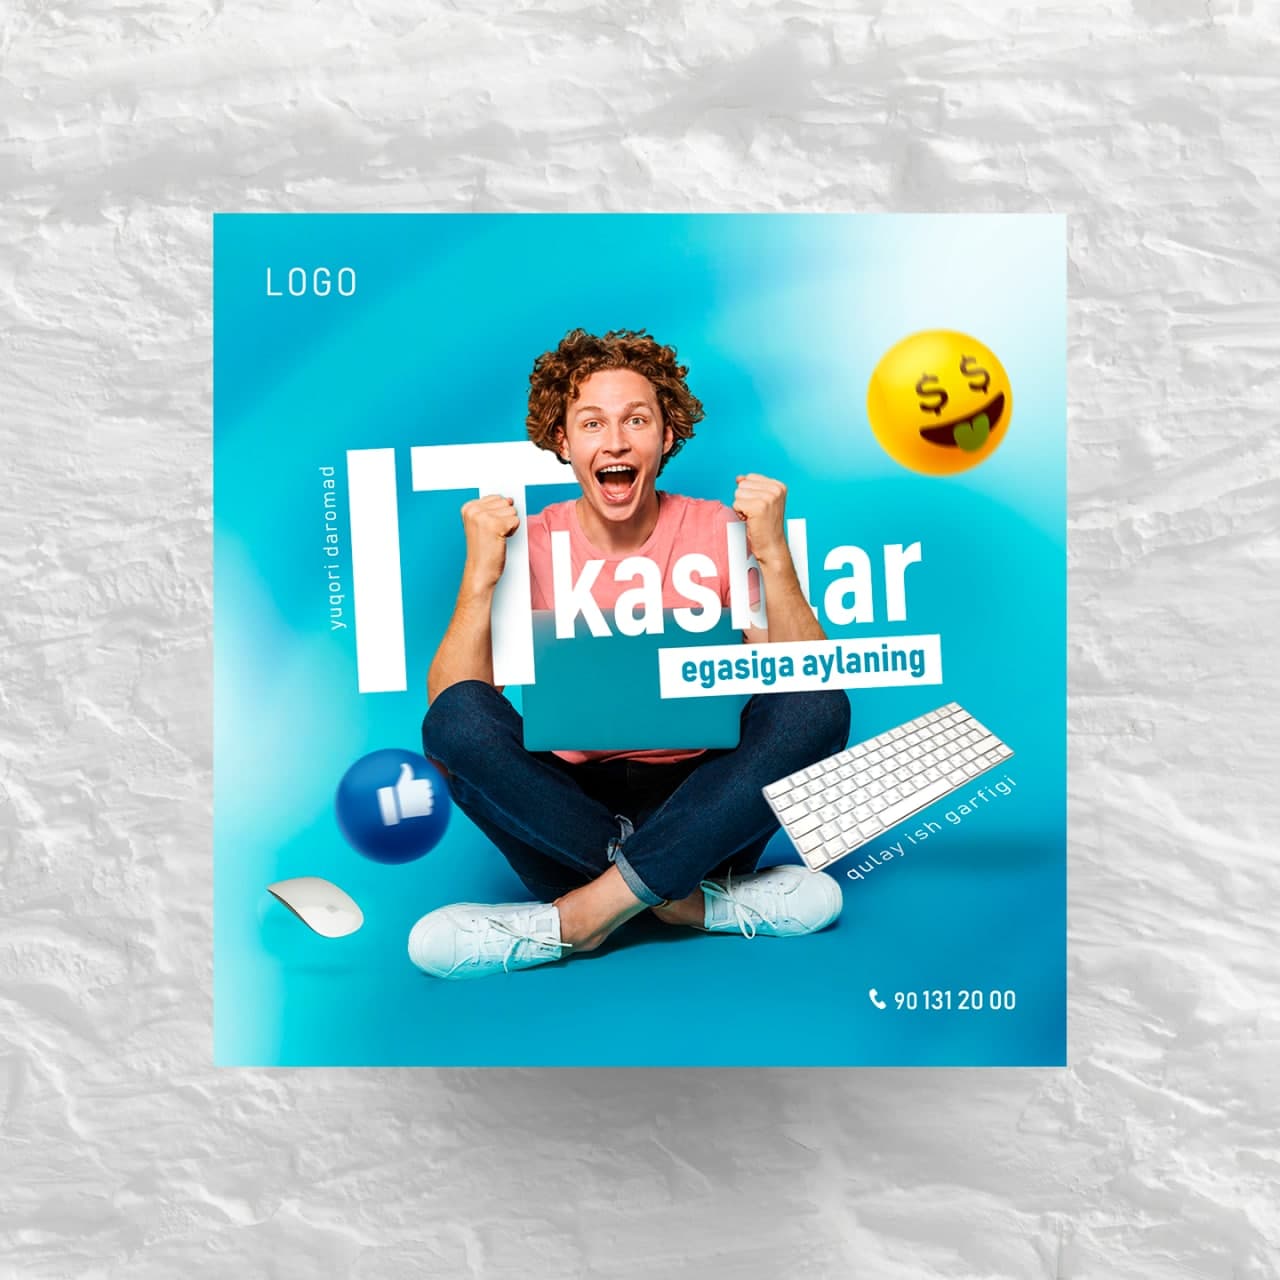 LOGO
yuqori daromad
IT kasblar
egasiga aylaning
qulay ish garfigi
90 131 20 00